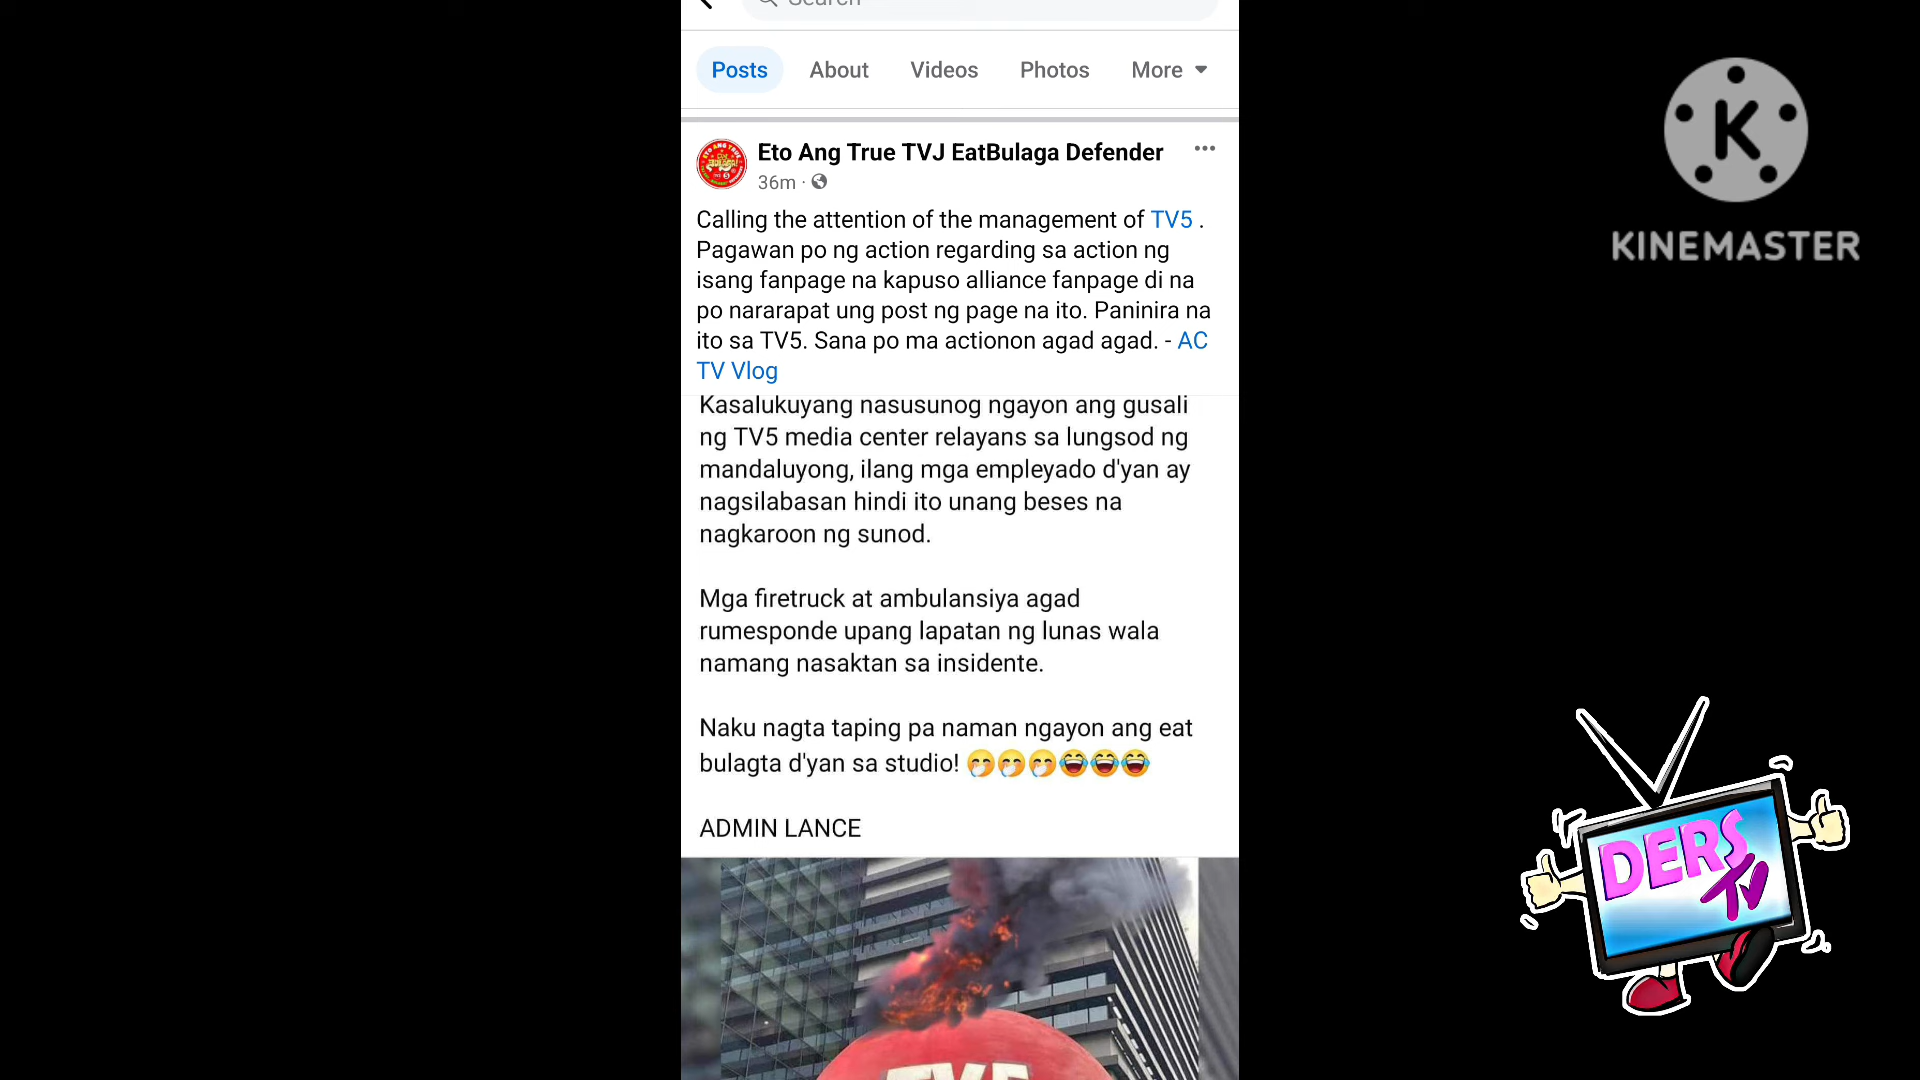 Search
Posts
About
Videos
Photos
More
Eto Ang True TVJ EatBulaga Defender
36m ·
Calling the attention of the management of TV5 .
Pagawan po ng action regarding sa action ng
isang fanpage na kapuso alliance fanpage di na
po nararapat ung post ng page na ito. Paninira na
ito sa TV5. Sana po ma actionon agad agad. - AC
TV Vlog
Kasalukuyang nasusunog ngayon ang gusali
ng TV5 media center relayans sa lungsod ng
mandaluyong, ilang mga empleyado d'yan ay
nagsilabasan hindi ito unang beses na
nagkaroon ng sunod.
Mga firetruck at ambulansiya agad
rumesponde upang lapatan ng lunas wala
namang nasaktan sa insidente.
Naku nagta taping pa naman ngayon ang eat
bulagta d'yan sa studio! 🤭🤭🤭😂😂😂
ADMIN LANCE
TV5
K
KINEMASTER
DERS
TV